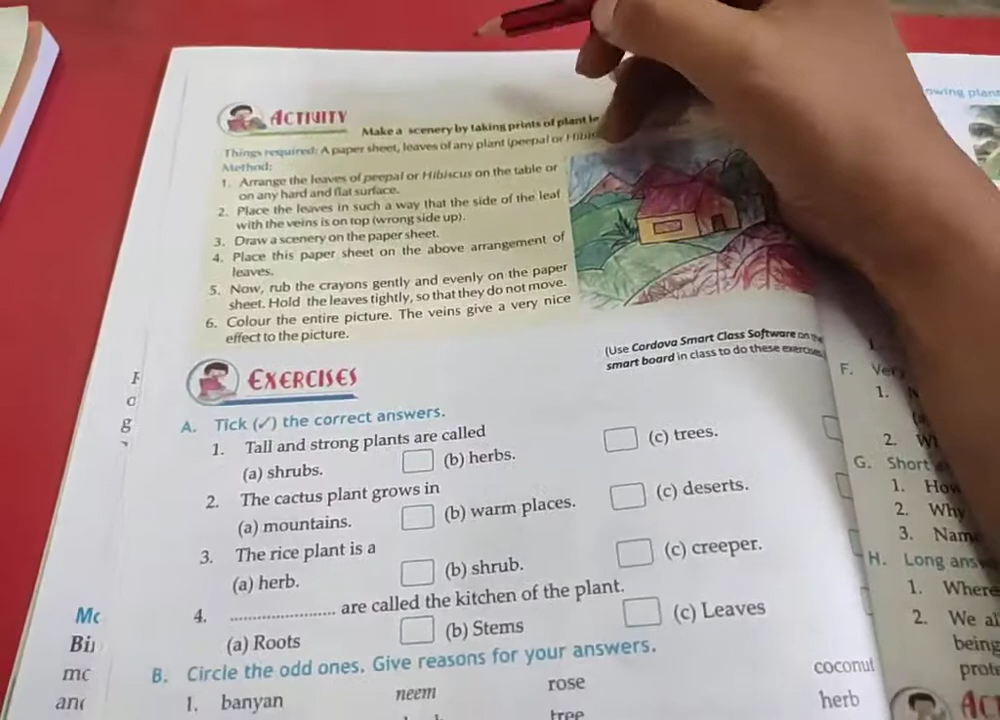 ACTIVITY
Make a scenery by taking prints of plant
Things required: A paper sheet, leaves of any plant (peepal or
Method:
1. Arrange the leaves of peepal or Hibiscus on the table or
on any hard and flat surface.
2. Place the leaves in such a way that the side of the leaf
with the veins is on top (wrong side up).
3. Draw a scenery on the paper sheet.
4. Place this paper sheet on the above arrangement of
leaves.
5. Now, rub the crayons gently and evenly on the paper
sheet. Hold the leaves tightly, so that they do not move.
6. Colour the entire picture. The veins give a very nice
effect to the picture.
(Use Cordova Smart Class Software on
smart board in class to do these exercises
EXERCISES
A. Tick (✓) the correct answers.
1. Tall and strong plants are called
(a) shrubs. (b) herbs. (c) trees.
2. The cactus plant grows in
(a) mountains. (b) warm places. (c) deserts.
3. The rice plant is a
(a) herb. (b) shrub. (c) creeper.
4. .................... are called the kitchen of the plant.
(a) Roots (b) Stems (c) Leaves
B. Circle the odd ones. Give reasons for your answers.
1. banyan neem rose coconut
tree herb
owing plant
F. Very
1.
2.
G. Short
1. How
2. Why
3.
H. Long
1. Where
2. We
being